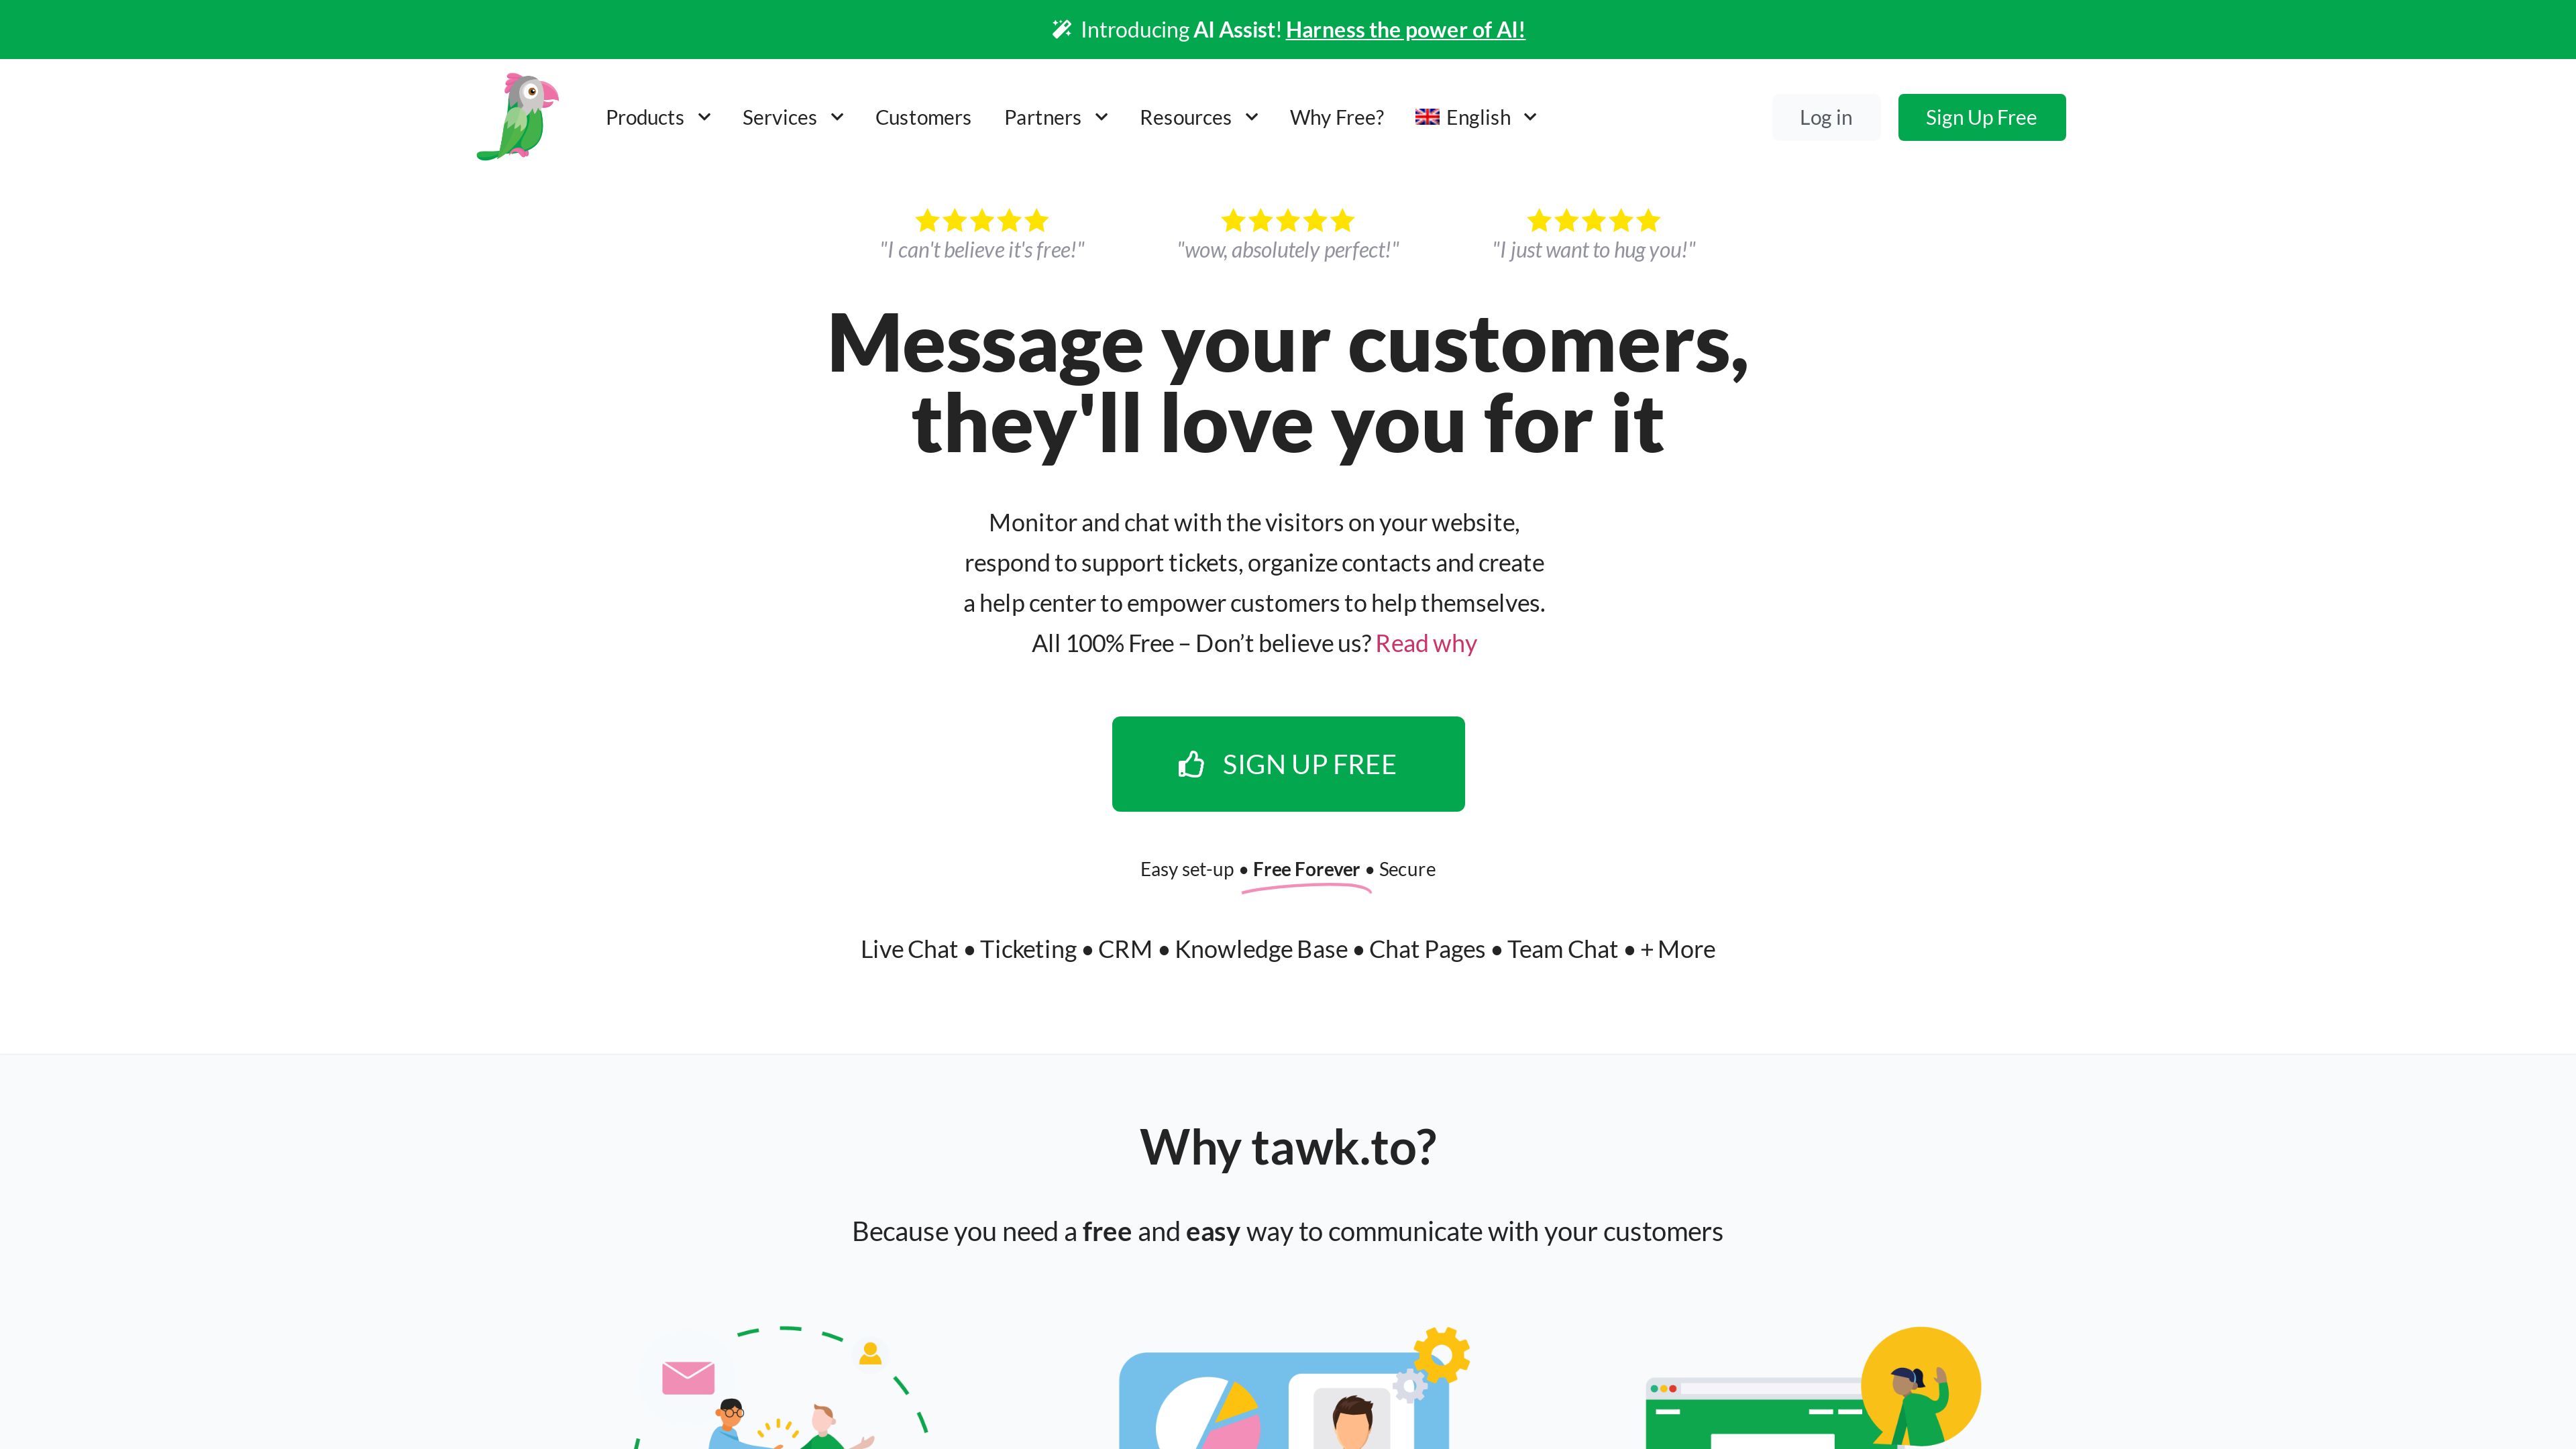 Introducing AI Assist! Harness the power of AI!
Products Services Customers Partners Resources Why Free? English Log in Sign Up Free
"I can't believe it's free!" "wow, absolutely perfect!" "I just want to hug you!"
Message your customers,
they'll love you for it
Monitor and chat with the visitors on your website,
respond to support tickets, organize contacts and create
a help center to empower customers to help themselves.
All 100% Free – Don’t believe us? Read why
SIGN UP FREE
Easy set-up • Free Forever • Secure
Live Chat • Ticketing • CRM • Knowledge Base • Chat Pages • Team Chat • + More
Why tawk.to?
Because you need a free and easy way to communicate with your customers